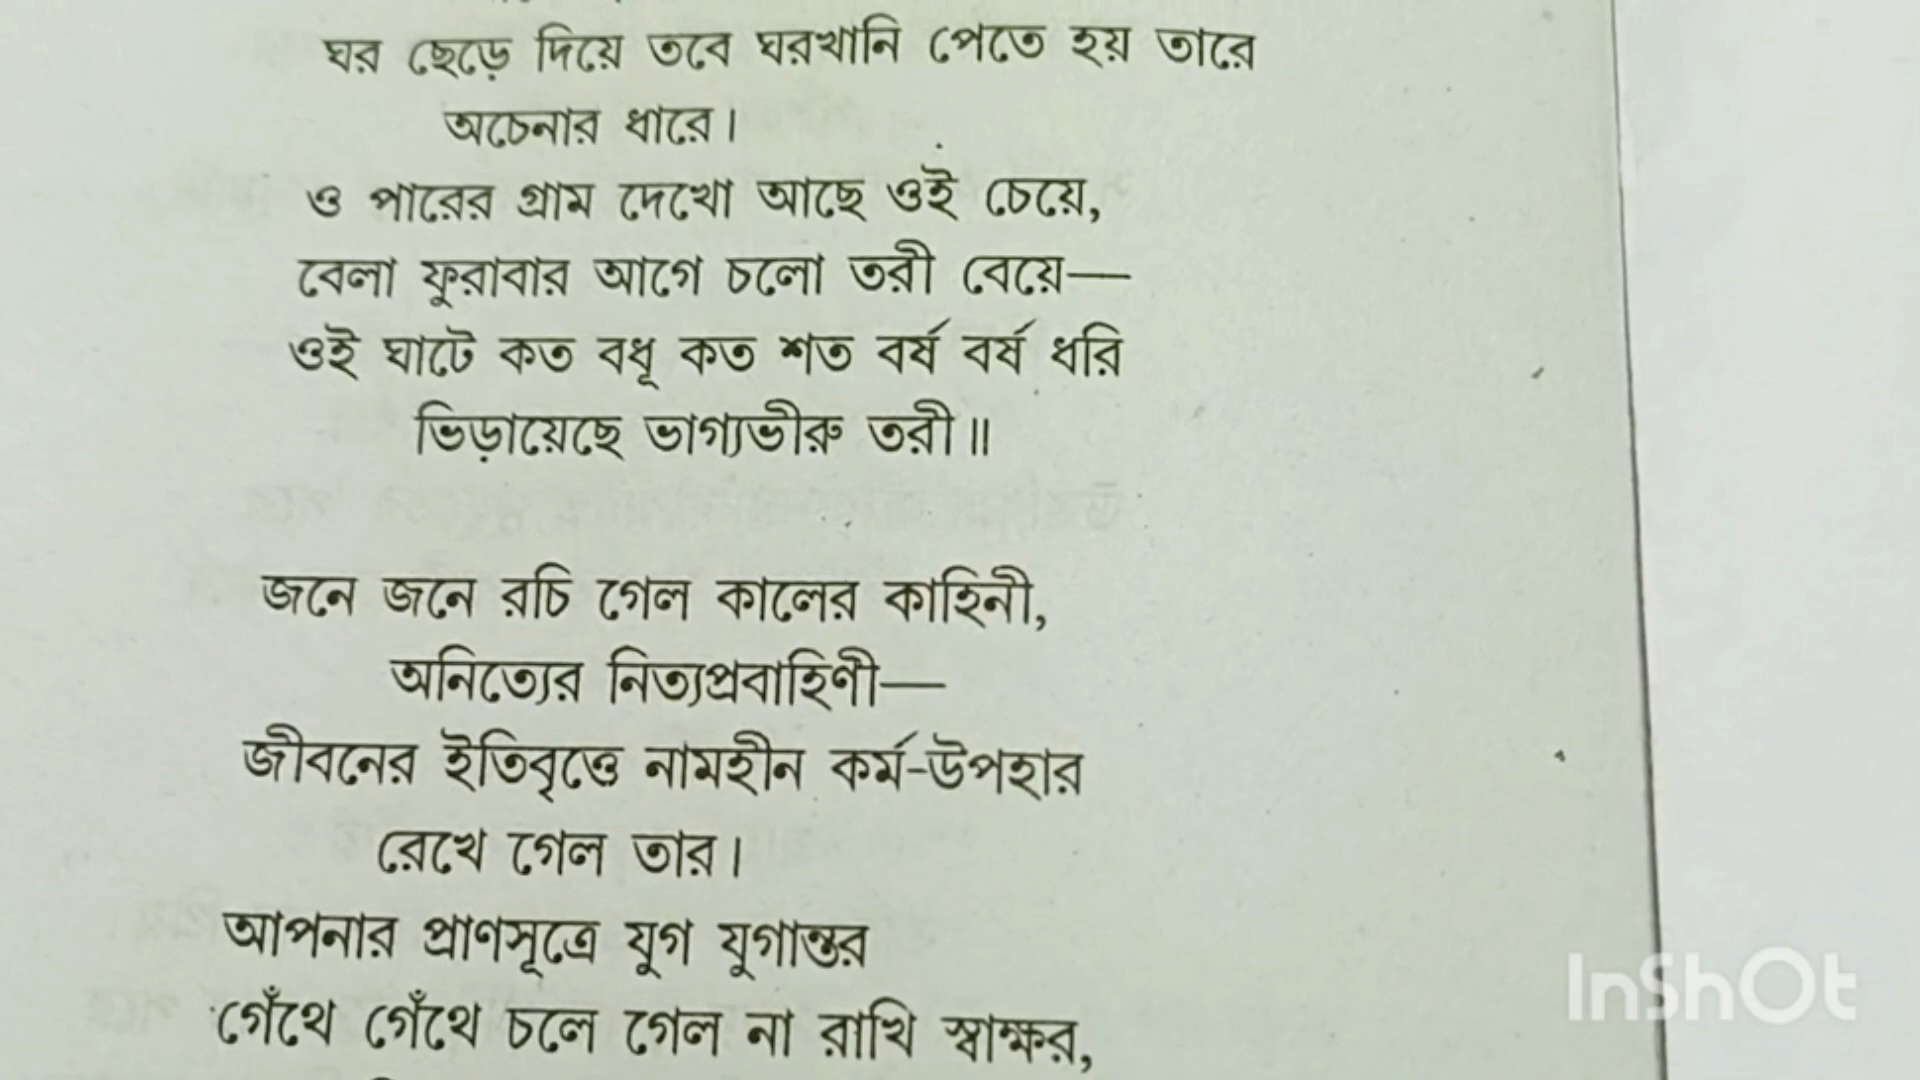 ঘর ছেড়ে দিয়ে তবে ঘরখানি পেতে হয় তারে
অচেনার ধারে।
ও পারের গ্রাম দেখো আছে ওই চেয়ে,
বেলা ফুরাবার আগে চলো তরী বেয়ে—
ওই ঘাটে কত বধূ কত শত বর্ষ বর্ষ ধরি
ভিড়ায়েছে ভাগ্যভীরু তরী॥
জনে জনে রচি গেল কালের কাহিনী,
অনিত্যের নিত্যপ্রবাহিণী—
জীবনের ইতিবৃত্তে নামহীন কর্ম-উপহার
রেখে গেল তার।
আপনার প্রাণসূত্রে যুগ যুগান্তর
গেঁথে গেঁথে চলে গেল না রাখি স্বাক্ষর,
InShOt